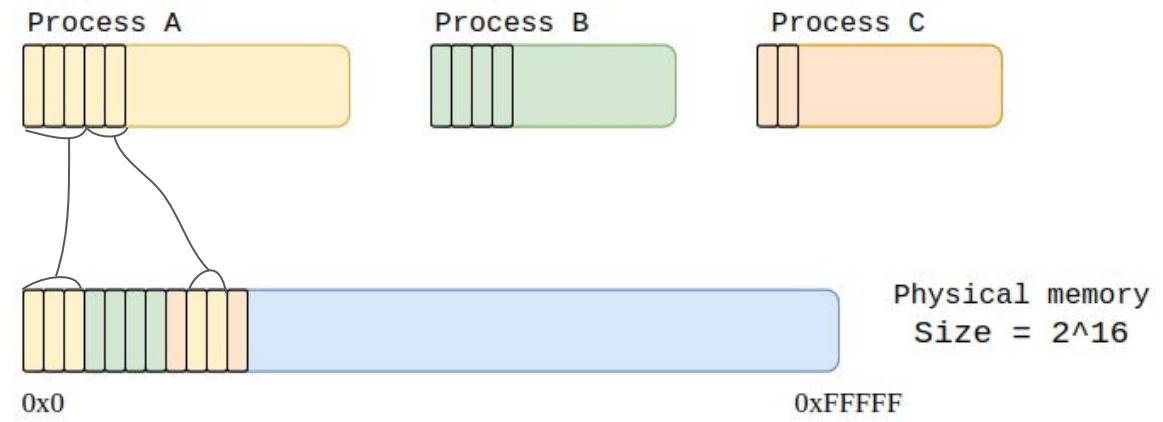 Process A
Process B
Process C
Physical memory
Size = 2^16
0x0
0xFFFFF